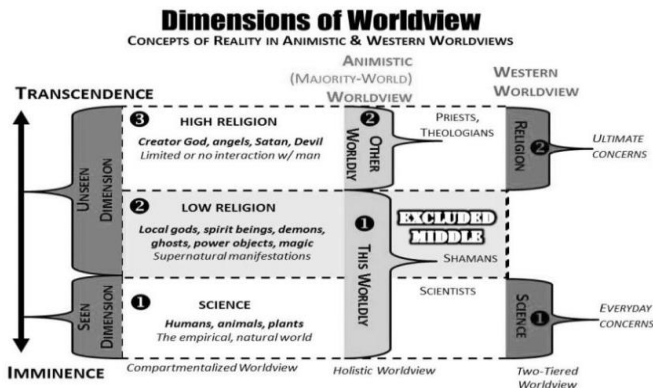 Dimensions of Worldview
CONCEPTS OF REALITY IN ANIMISTIC & WESTERN WORLDVIEWS
ANIMISTIC
(MAJORITY-WORLD)
WORLDVIEW
WESTERN
WORLDVIEW
TRANSCENDENCE
UNSEEN
DIMENSION
3 HIGH RELIGION
Creator God, angels, Satan, Devil
Limited or no interaction w/ man
2
OTHER
WORLDLY
PRIESTS,
THEOLOGIANS
RELIGION 2
ULTIMATE
CONCERNS
2 LOW RELIGION
Local gods, spirit beings, demons,
ghosts, power objects, magic
Supernatural manifestations
1
THIS WORLDLY
EXCLUDED
MIDDLE
SHAMANS
SEEN
DIMENSION
1 SCIENCE
Humans, animals, plants
The empirical, natural world
SCIENTISTS
SCIENCE 1
EVERYDAY
CONCERNS
IMMINENCE
Compartmentalized Worldview
Holistic Worldview
Two-Tiered
Worldview